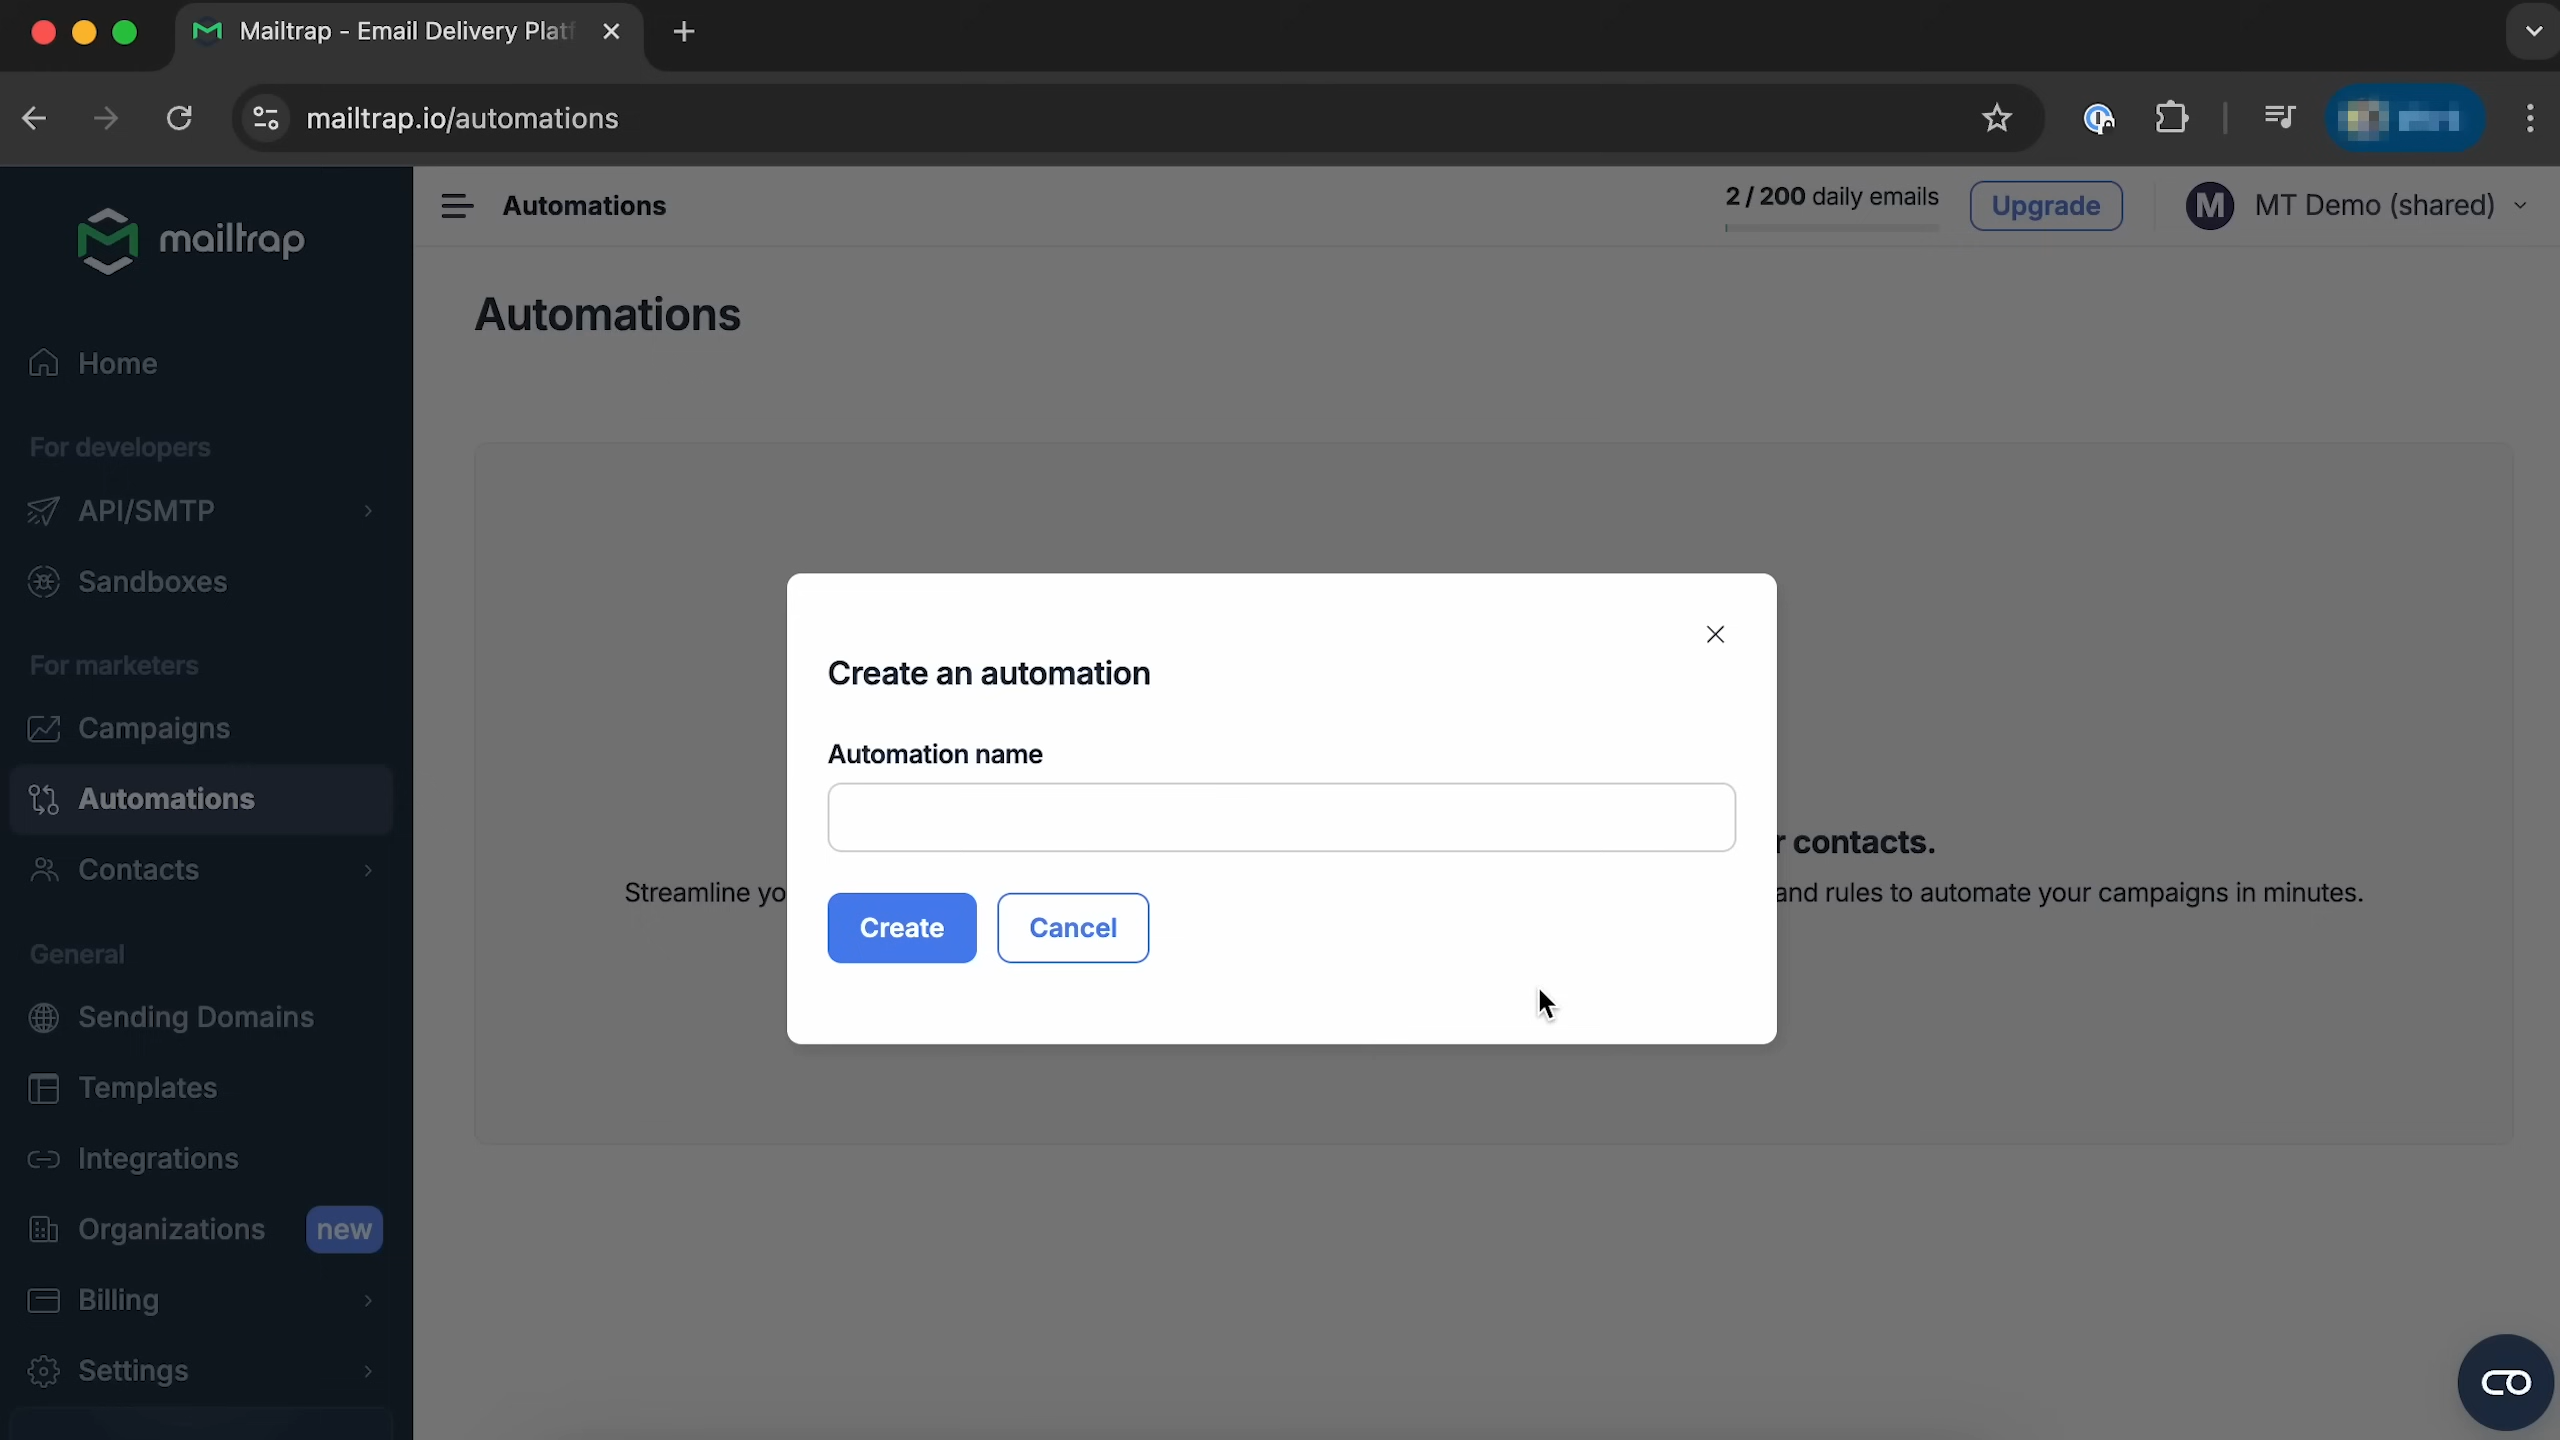 Mailtrap - Email Delivery Platf
mailtrap.io/automations
mailtrap
Automations
2 / 200 daily emails
Upgrade
M
MT Demo (shared)
Home
For developers
API/SMTP
Sandboxes
For marketers
Campaigns
Automations
Contacts
General
Sending Domains
Templates
Integrations
Organizations new
Billing
Settings
Automations
r contacts.
Streamline yo
and rules to automate your campaigns in minutes.
Create an automation
Automation name
Create
Cancel